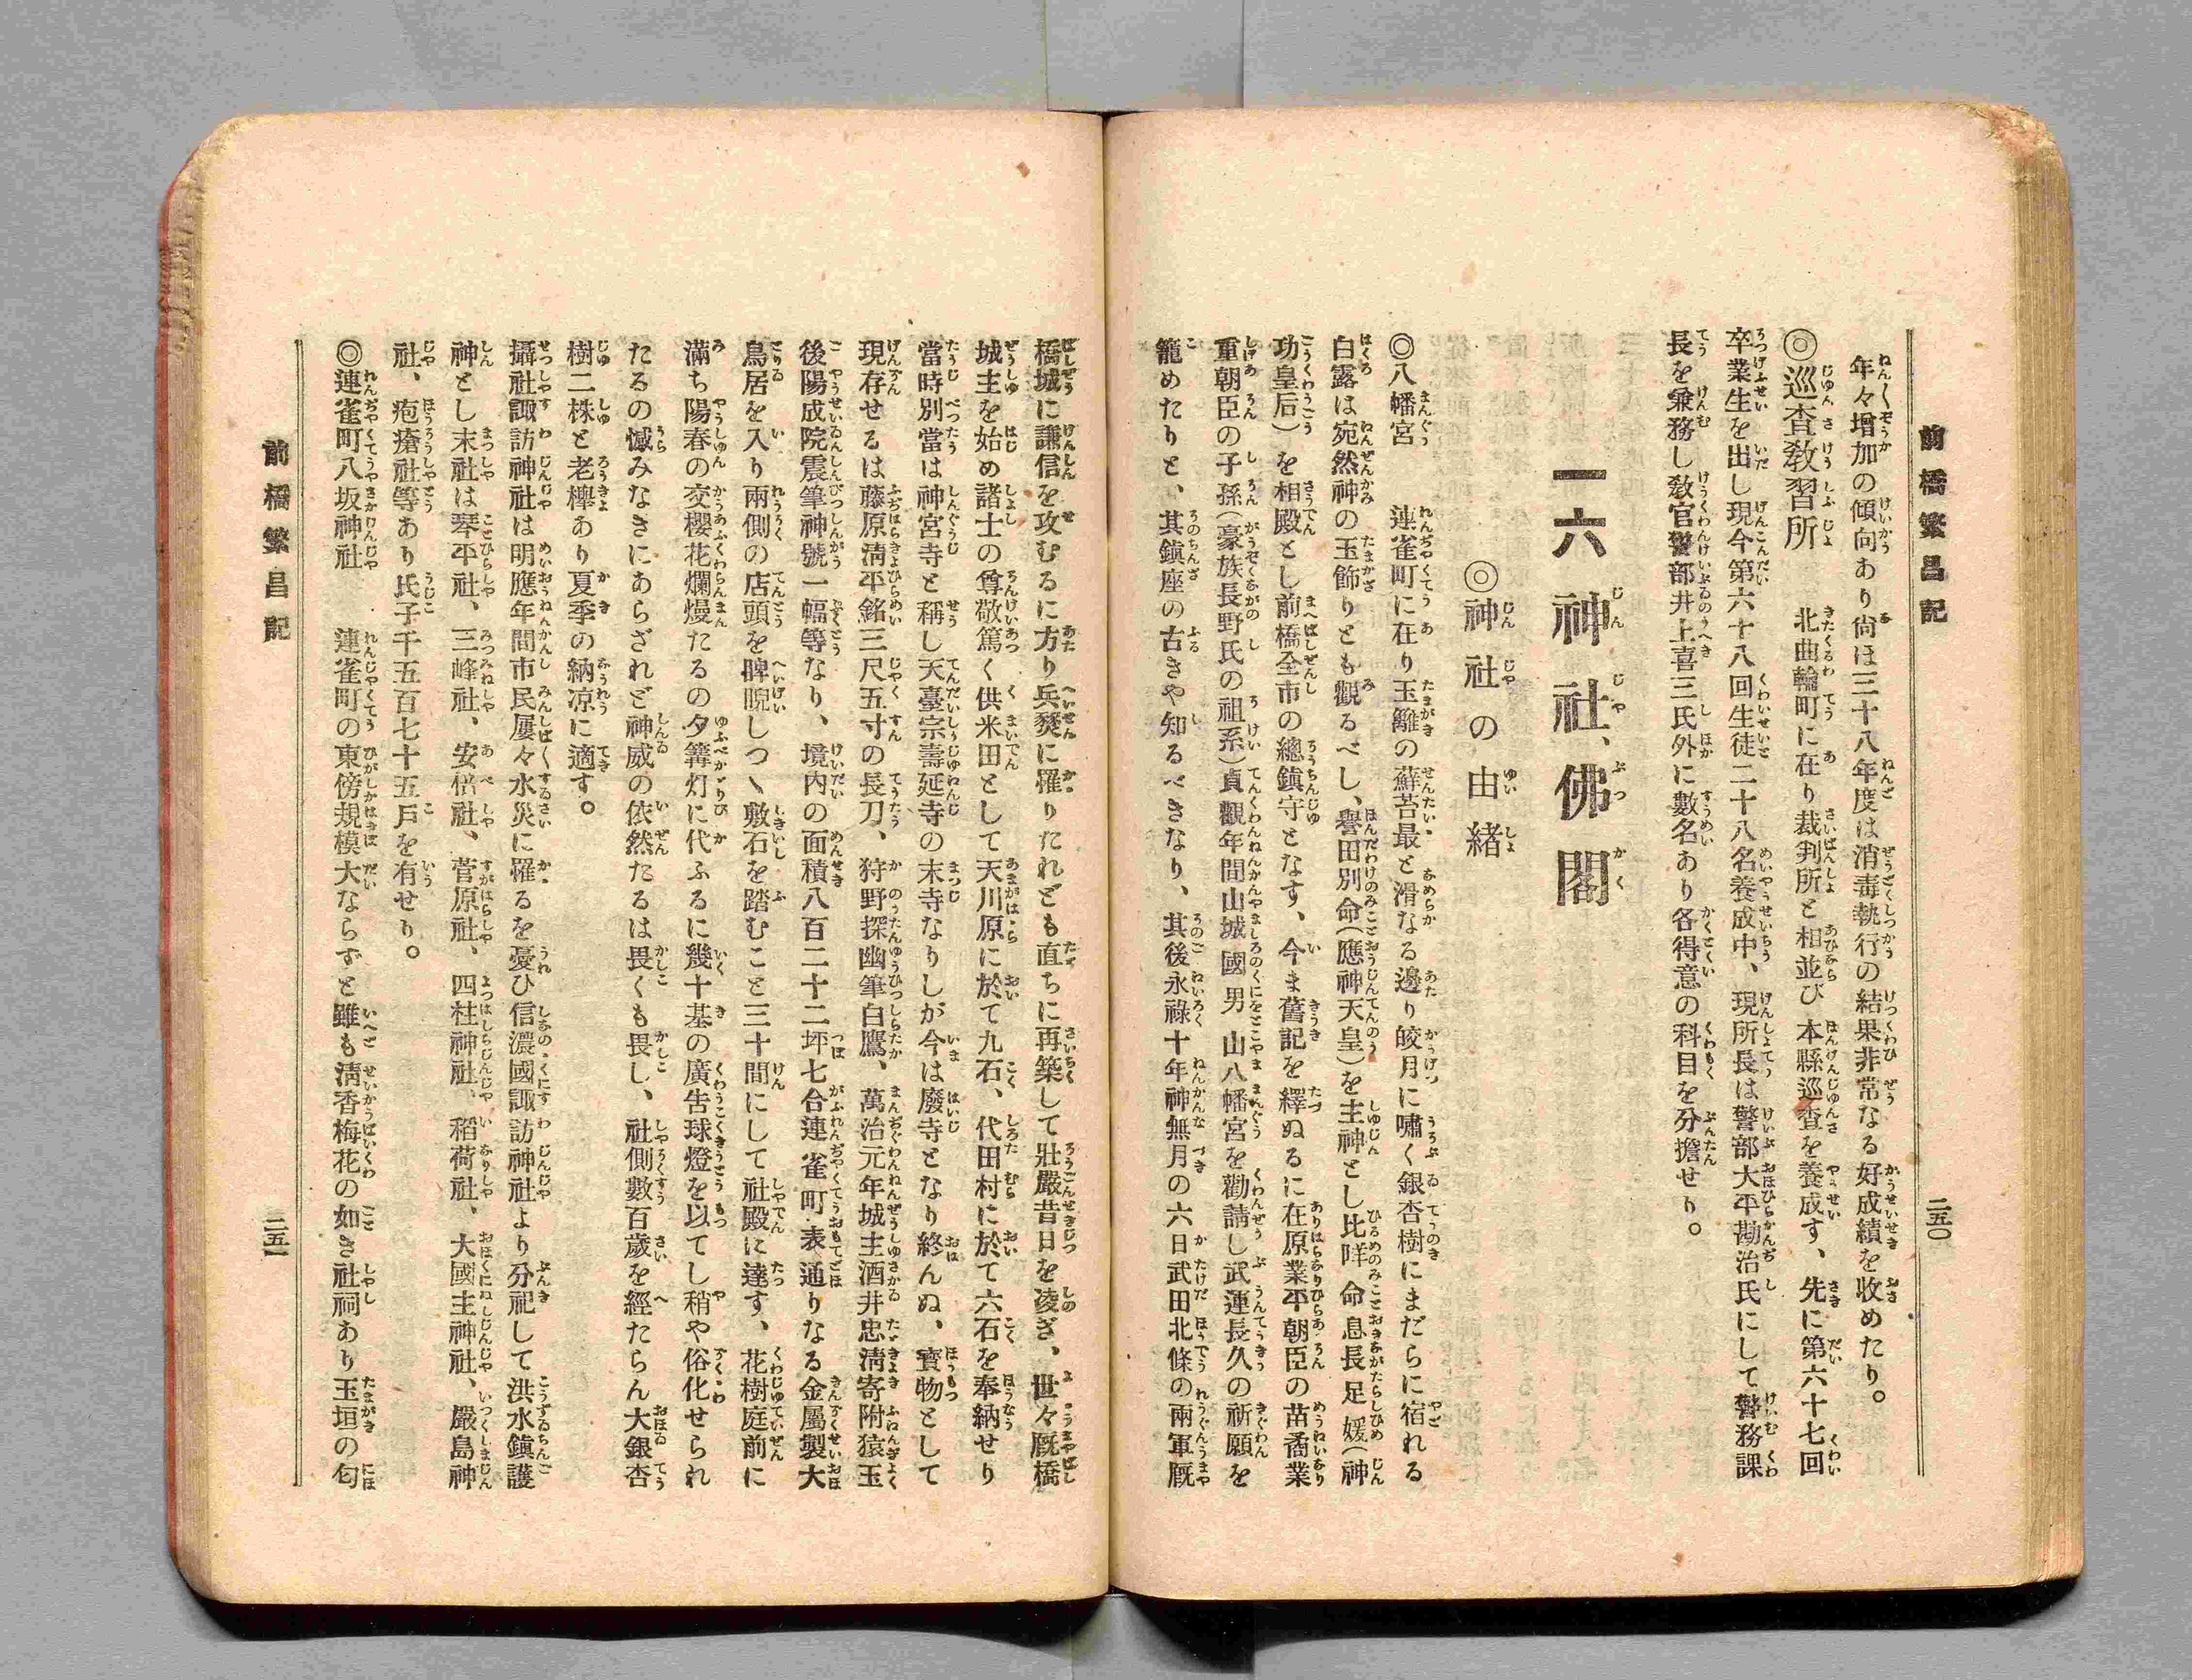 前橋繁昌記
二五〇
年々增加の傾向あり尙ほ三十八年度は消毒執行の結果非常なる好成績を收めたり。
◎巡査敎習所　北曲輪町に在り裁判所と相並び本縣巡査を養成す、先に第六十七回
卒業生を出し現今第六十八回生徒二十八名養成中、現所長は警部大平勘治氏にして警務課
長を兼務し敎官警部井上喜三氏外に數名あり各得意の科目を分擔せり。
二六 神社、佛閣
◎神社の由緖
◎八幡宮　連雀町に在り玉籬の蘚苔最と滑なる邊り皎月に嘯く銀杏樹にまだらに宿れる
白露は宛然神の玉飾りとも觀るべし、譽田別命(應神天皇)を主神とし比咩命息長足媛(神
功皇后)を相殿とし前橋全市の總鎭守となす、今ま舊記を繹ぬるに在原業平朝臣の苗裔業
重朝臣の子孫(豪族長野氏の祖系)貞觀年間山城國男山八幡宮を勸請し武運長久の祈願を
籠めたりと、其鎭座の古きや知るべきなり、其後永祿十年神無月の六日武田北條の兩軍厩
橋城に謙信を攻むるに方り兵燹に罹りたれども直ちに再築して壯嚴昔日を凌ぎ、世々厩橋
城主を始め諸士の尊敬篤く供米田として天川原に於て九石、代田村に於て六石を奉納せり
當時別當は神宮寺と稱し天臺宗壽延寺の末寺なりしが今は廢寺となり終んぬ、寳物として
現存せるは藤原淸平銘三尺五寸の長刀、狩野探幽筆白鷹、萬治元年城主酒井忠淸寄附猿玉
後陽成院震筆神號一幅等なり、境内の面積八百二十二坪七合連雀町表通りなる金屬製大
鳥居を入り兩側の店頭を睥睨しつヽ敷石を踏むこと三十間にして社殿に達す、花樹庭前に
滿ち陽春の交櫻花爛熳たるの夕篝灯に代ふるに幾十基の廣吿球燈を以てし稍や俗化せられ
たるの憾みなきにあらざれど神威の依然たるは畏くも畏し、社側數百歲を經たらん大銀杏
樹二株と老欅あり夏季の納凉に適す。
攝社諏訪神社は明應年間市民屢々水災に罹るを憂ひ信濃國諏訪神社より分祀して洪水鎭護
神とし末社は琴平社、三峰社、安倍社、菅原社、四柱神社、稻荷社、大國主神社、嚴島神
社、疱瘡社等あり氏子千五百七十五戶を有せり。
◎連雀町八坂神社　連雀町の東傍規模大ならずと雖も淸香梅花の如き社祠あり玉垣の匂
前橋繁昌記
二五一